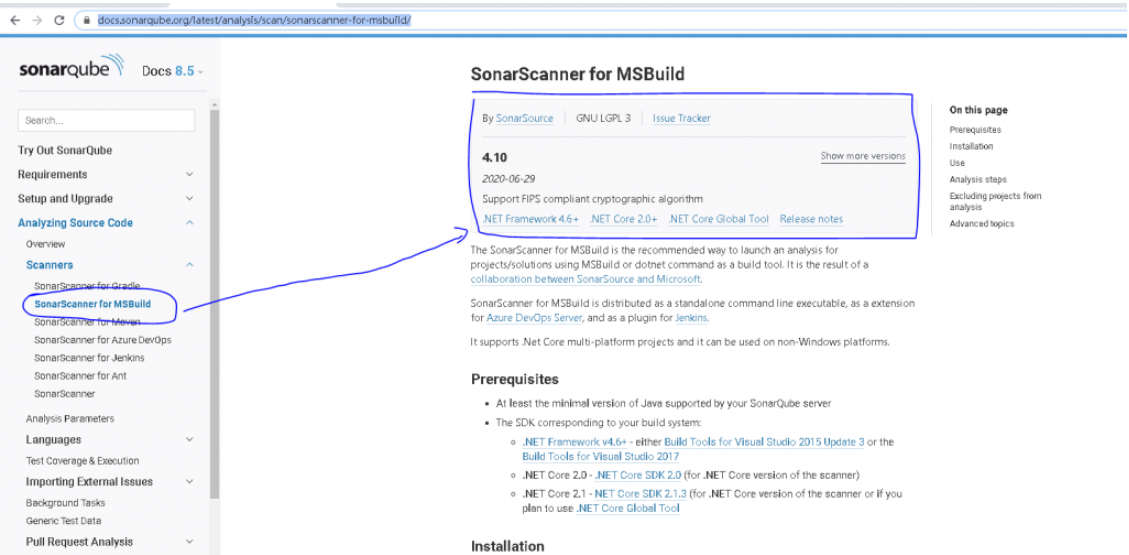 docs.sonarqube.org/latest/analysis/scan/sonarscanner-for-msbuild/
sonarqube Docs 8.5
Search...
Try Out SonarQube
Requirements
Setup and Upgrade
Analyzing Source Code
Overview
Scanners
SonarScanner for Gradle
SonarScanner for MSBuild
SonarScanner for Maven
SonarScanner for Azure DevOps
SonarScanner for Jenkins
SonarScanner for Ant
SonarScanner
Analysis Parameters
Languages
Test Coverage & Execution
Importing External Issues
Background Tasks
Generic Test Data
Pull Request Analysis
SonarScanner for MSBuild
By SonarSource GNU LGPL 3 Issue Tracker
4.10 Show more versions
2020-06-29
Support FIPS compliant cryptographic algorithm
.NET Framework 4.6+ .NET Core 2.0+ .NET Core Global Tool Release notes
The SonarScanner for MSBuild is the recommended way to launch an analysis for
projects/solutions using MSBuild or dotnet command as a build tool. It is the result of a
collaboration between SonarSource and Microsoft.
SonarScanner for MSBuild is distributed as a standalone command line executable, as a extension
for Azure DevOps Server, and as a plugin for Jenkins.
It supports .Net Core multi-platform projects and it can be used on non-Windows platforms.
Prerequisites
• At least the minimal version of Java supported by your SonarQube server
• The SDK corresponding to your build system:
○ .NET Framework v4.6+ - either Build Tools for Visual Studio 2015 Update 3 or the
Build Tools for Visual Studio 2017
○ .NET Core 2.0 - .NET Core SDK 2.0 (for .NET Core version of the scanner)
○ .NET Core 2.1 - NET Core SDK 2.1.3 (for .NET Core version of the scanner or if you
plan to use .NET Core Global Tool
Installation
On this page
Prerequisites
Installation
Use
Analysis steps
Excluding projects from
analysis
Advanced topics